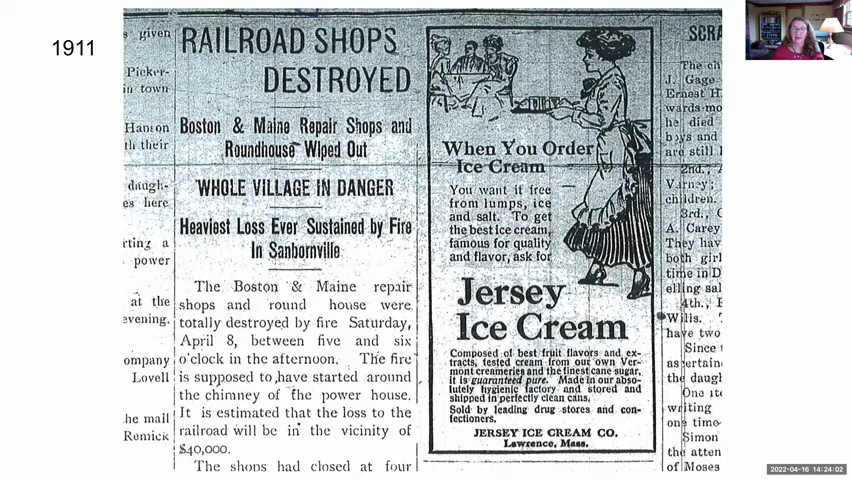 1911
given
Picker-
in town
Hanson
th their
daugh-
es here
rting a
power
at the
evening.
ompany
Lovell
he mail
Remick
RAILROAD SHOPS
DESTROYED
Boston & Maine Repair Shops and
Roundhouse Wiped Out
WHOLE VILLAGE IN DANGER
Heaviest Loss Ever Sustained by Fire
In Sanbornville
The Boston & Maine repair
shops and round house were
totally destroyed by fire Saturday,
April 8, between five and six
o'clock in the afternoon. The fire
is supposed to have started around
the chimney of the power house.
It is estimated that the loss to the
railroad will be in the vicinity of
$40,000.
The shops had closed at four
When You Order
Ice Cream
You want it free
from lumps, ice
and salt. To get
the best ice cream,
famous for quality
and flavor, ask for
Jersey
Ice Cream
Composed of best fruit flavors and ex-
tracts, tested cream from our own Ver-
mont creameries and the finest cane sugar,
it is guaranteed pure. Made in our abso-
lutely hygienic factory and stored and
shipped in perfectly clean cans.
Sold by leading drug stores and con-
fectioners.
JERSEY ICE CREAM CO.
Lawrence, Mass.
SCRA
The ch
J. Gage
Ernest H.
wards mo
he died
boys and
are still l
2nd., A
Varney;
children.
3rd., C
A. Carey
They hav
both girl
time in D
elling sal
4th., F
Wills. T
have two
Since t
ascertain
the daugh
One ite
writing
one time
Simon
the atten
of Moses
2022-04-16 14:24:02